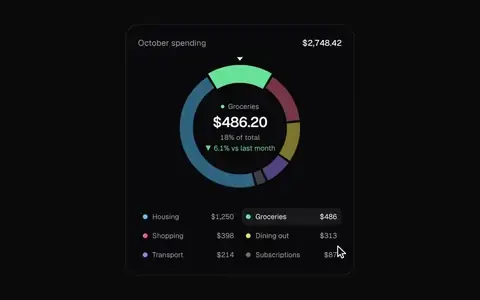 October spending $2,748.42
Groceries
$486.20
18% of total
▼ 6.1% vs last month
Housing $1,250 Groceries $486
Shopping $398 Dining out $313
Transport $214 Subscriptions $87